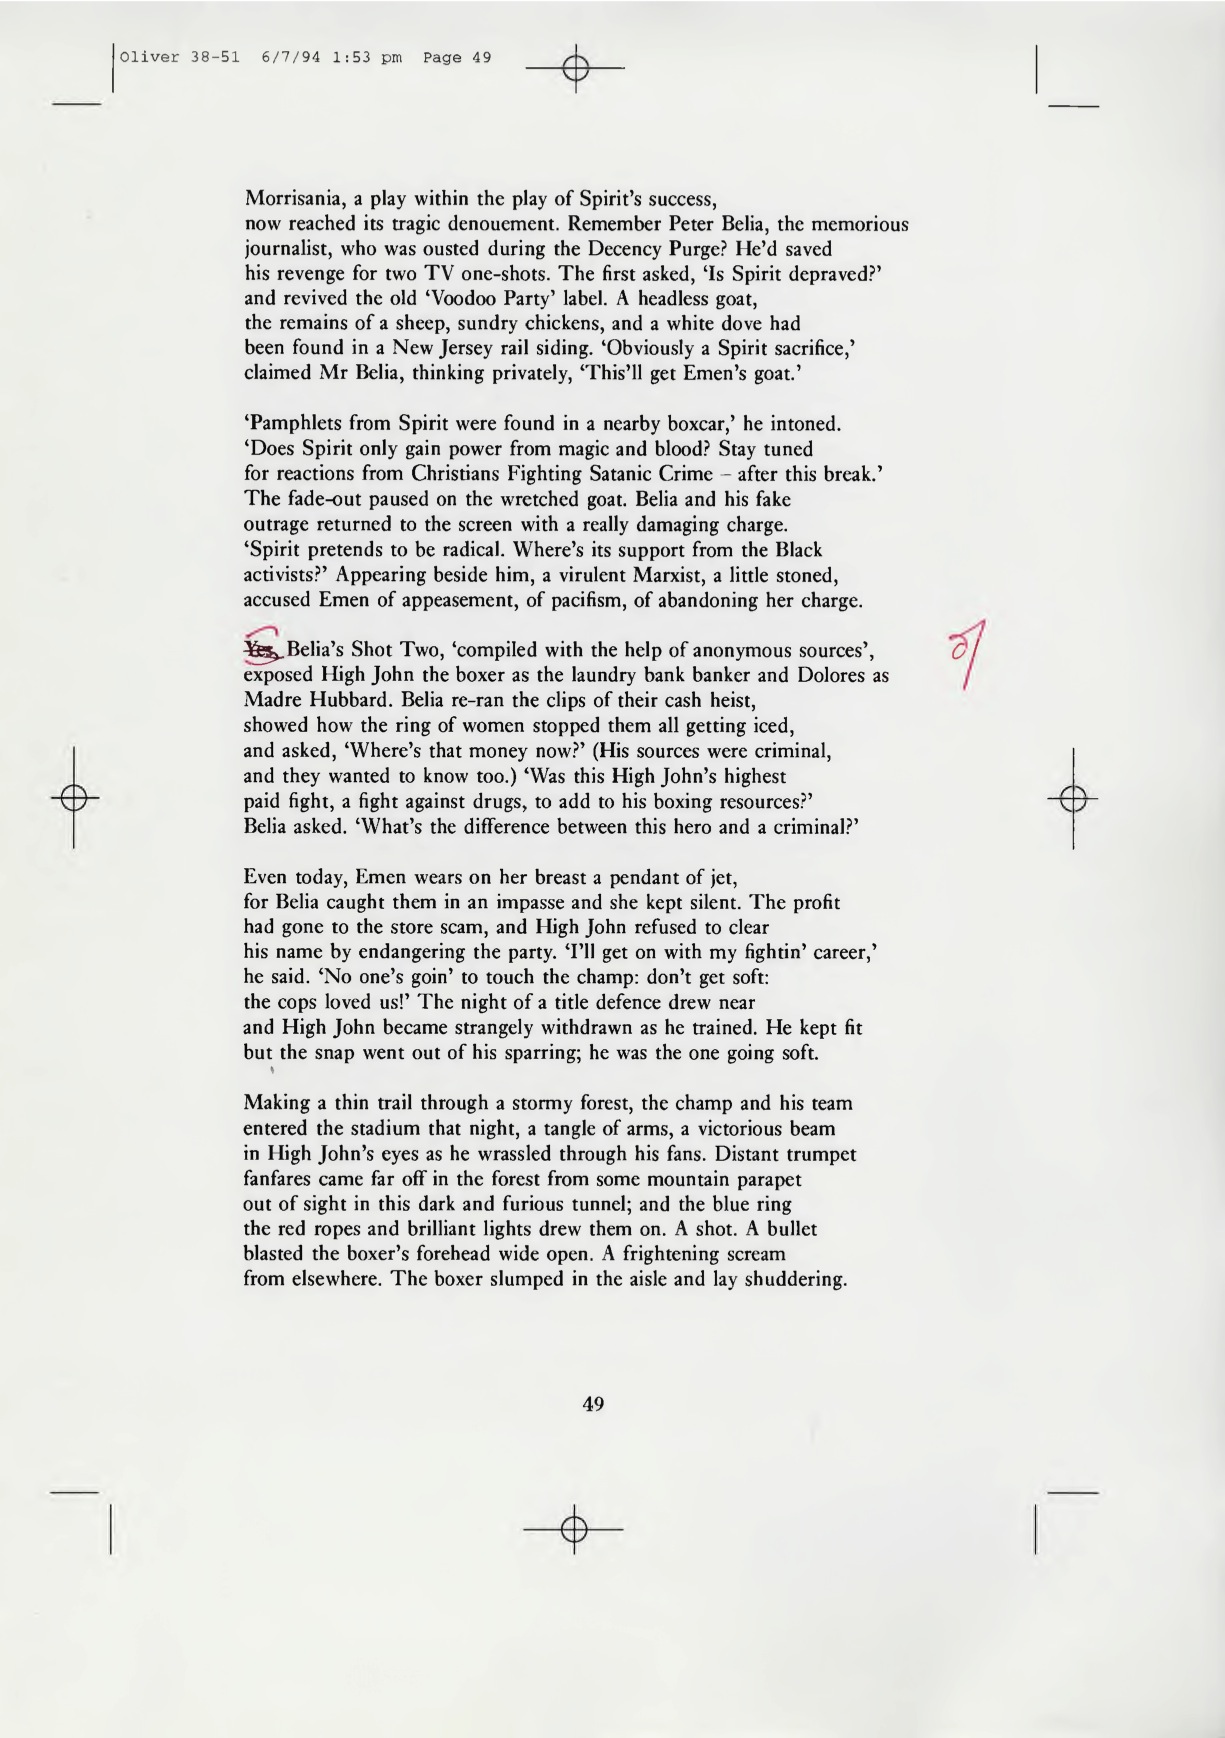 Oliver 38-51 6/7/94 1:53 pm Page 49
Morrisania, a play within the play of Spirit’s success,
now reached its tragic denouement. Remember Peter Belia, the memorious
journalist, who was ousted during the Decency Purge? He’d saved
his revenge for two TV one-shots. The first asked, ‘Is Spirit depraved?’
and revived the old ‘Voodoo Party’ label. A headless goat,
the remains of a sheep, sundry chickens, and a white dove had
been found in a New Jersey rail siding. ‘Obviously a Spirit sacrifice,’
claimed Mr Belia, thinking privately, ‘This’ll get Emen’s goat.’
‘Pamphlets from Spirit were found in a nearby boxcar,’ he intoned.
‘Does Spirit only gain power from magic and blood? Stay tuned
for reactions from Christians Fighting Satanic Crime – after this break.’
The fade-out paused on the wretched goat. Belia and his fake
outrage returned to the screen with a really damaging charge.
‘Spirit pretends to be radical. Where’s its support from the Black
activists?’ Appearing beside him, a virulent Marxist, a little stoned,
accused Emen of appeasement, of pacifism, of abandoning her charge.
Yes, Belia’s Shot Two, ‘compiled with the help of anonymous sources’,
exposed High John the boxer as the laundry bank banker and Dolores as
Madre Hubbard. Belia re-ran the clips of their cash heist,
showed how the ring of women stopped them all getting iced,
and asked, ‘Where’s that money now?’ (His sources were criminal,
and they wanted to know too.) ‘Was this High John’s highest
paid fight, a fight against drugs, to add to his boxing resources?’
Belia asked. ‘What’s the difference between this hero and a criminal?’
Even today, Emen wears on her breast a pendant of jet,
for Belia caught them in an impasse and she kept silent. The profit
had gone to the store scam, and High John refused to clear
his name by endangering the party. ‘I’ll get on with my fightin’ career,’
he said. ‘No one’s goin’ to touch the champ: don’t get soft:
the cops loved us!’ The night of a title defence drew near
and High John became strangely withdrawn as he trained. He kept fit
but the snap went out of his sparring; he was the one going soft.
Making a thin trail through a stormy forest, the champ and his team
entered the stadium that night, a tangle of arms, a victorious beam
in High John’s eyes as he wrassled through his fans. Distant trumpet
fanfares came far off in the forest from some mountain parapet
out of sight in this dark and furious tunnel; and the blue ring
the red ropes and brilliant lights drew them on. A shot. A bullet
blasted the boxer’s forehead wide open. A frightening scream
from elsewhere. The boxer slumped in the aisle and lay shuddering.
49